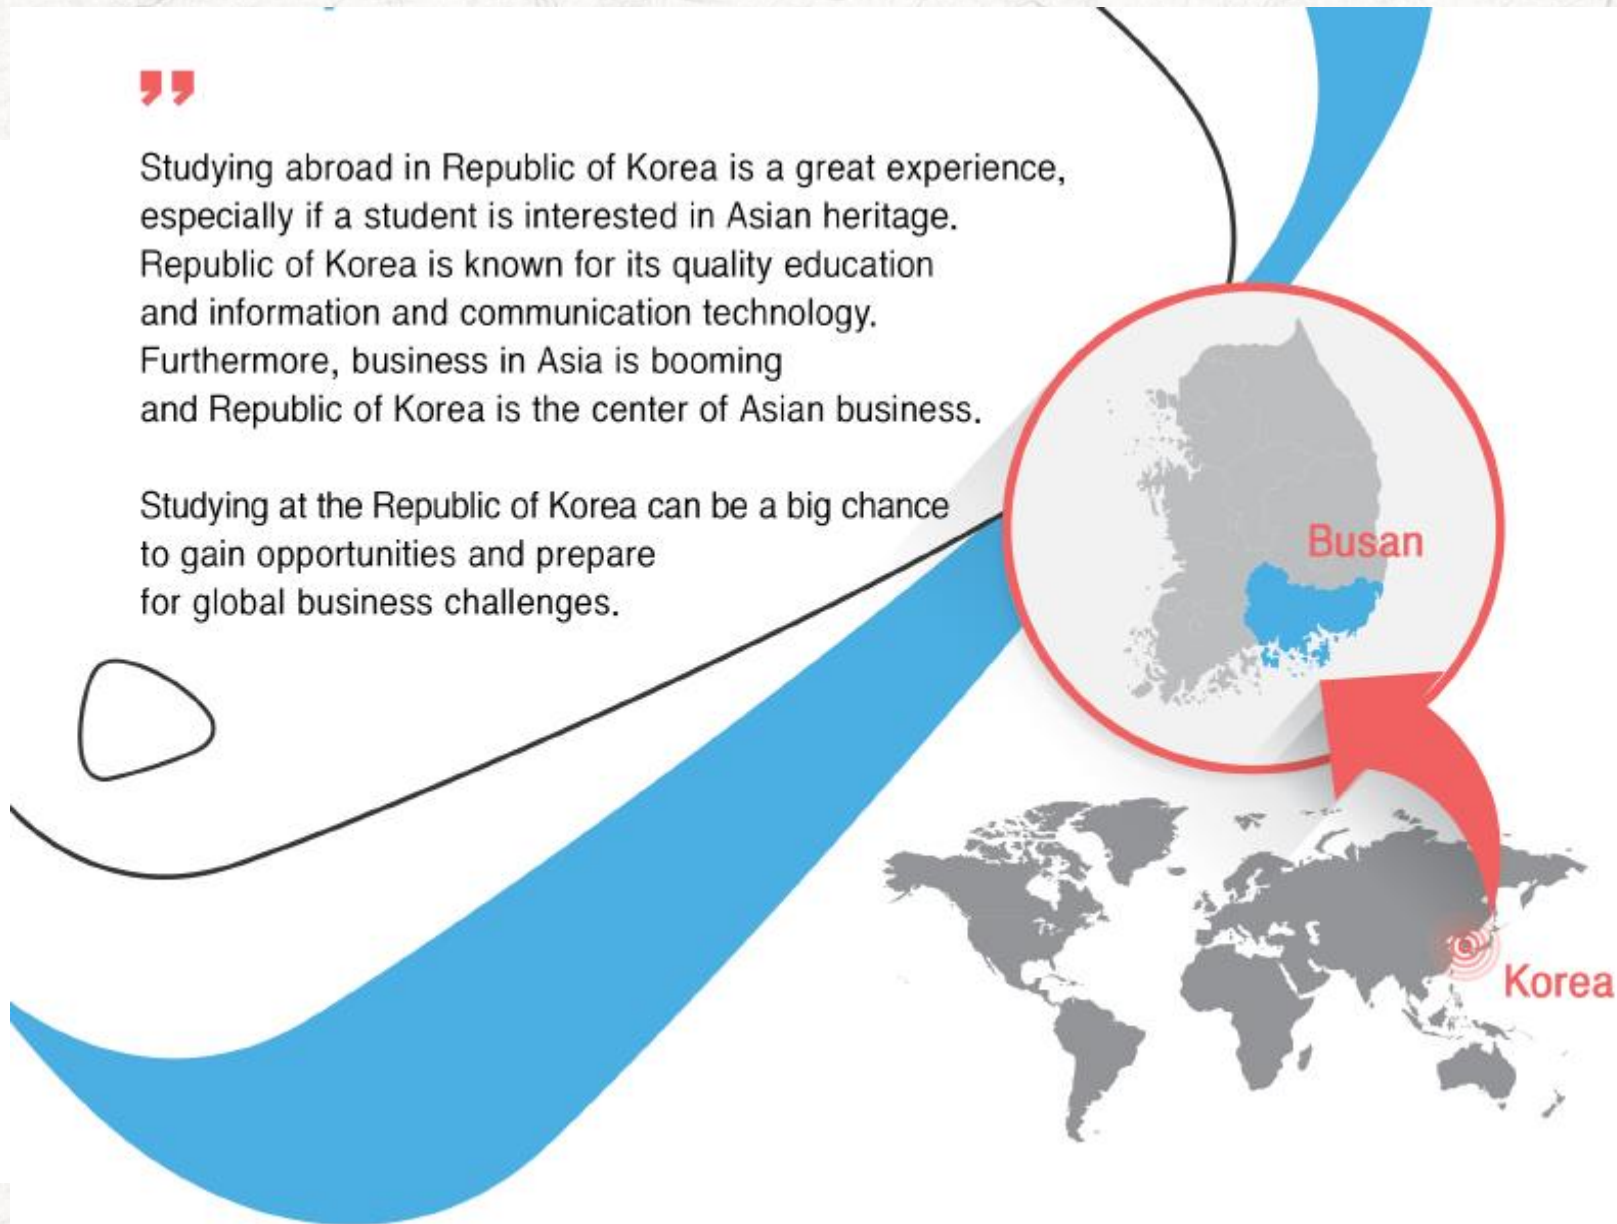 ”
Studying abroad in Republic of Korea is a great experience,
especially if a student is interested in Asian heritage.
Republic of Korea is known for its quality education
and information and communication technology.
Furthermore, business in Asia is booming
and Republic of Korea is the center of Asian business.
Studying at the Republic of Korea can be a big chance
to gain opportunities and prepare
for global business challenges.
Busan
Korea